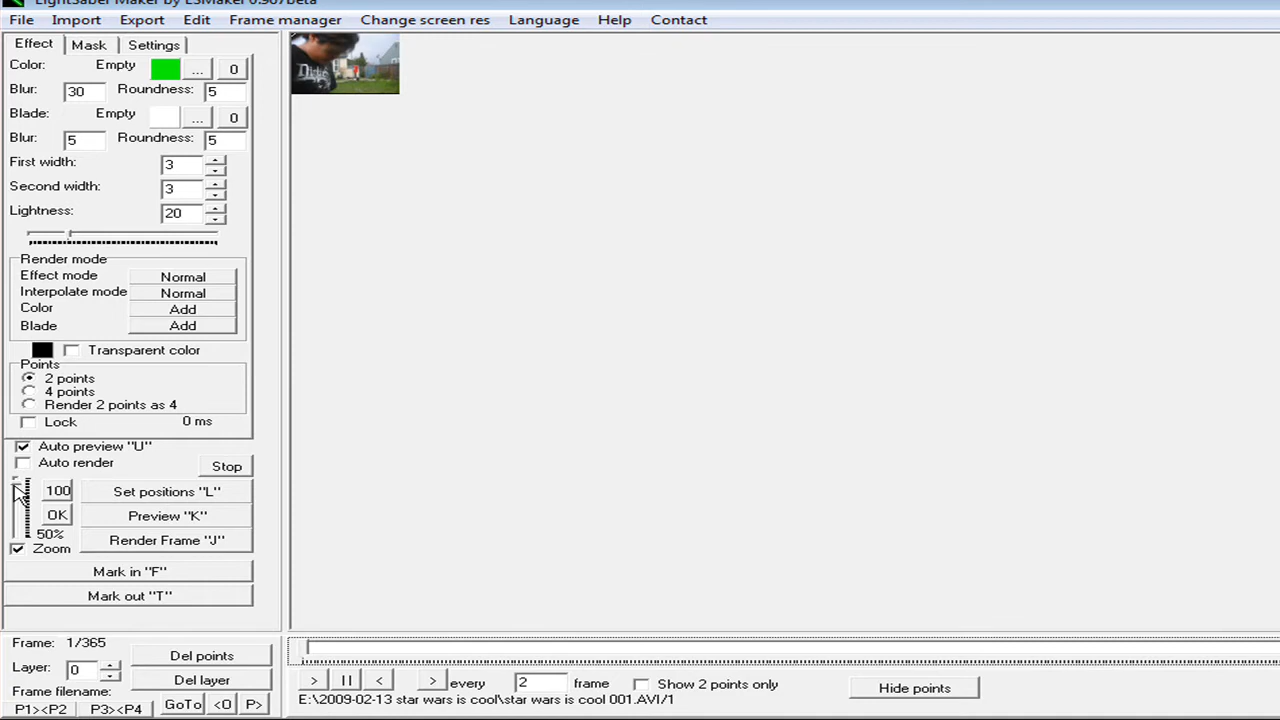 LightSaber Maker by LSMaker 0.967beta
File Import Export Edit Frame manager Change screen res Language Help Contact
Effect Mask Settings
Color: Empty ... 0
Blur: 30 Roundness: 5
Blade: Empty ... 0
Blur: 5 Roundness: 5
First width: 3
Second width: 3
Lightness: 20
Render mode
Effect mode Normal
Interpolate mode Normal
Color Add
Blade Add
Transparent color
Points
2 points
4 points
Render 2 points as 4
Lock 0 ms
Auto preview "U"
Auto render Stop
100 Set positions "L"
OK Preview "K"
50% Render Frame "J"
Zoom
Mark in "F"
Mark out "T"
Frame: 1/365 Del points
Layer: 0 Del layer
Frame filename:
P1><P2 P3><P4 GoTo <O P>
> II < > every 2 frame Show 2 points only Hide points
E:\2009-02-13 star wars is cool\star wars is cool 001.AVI/1